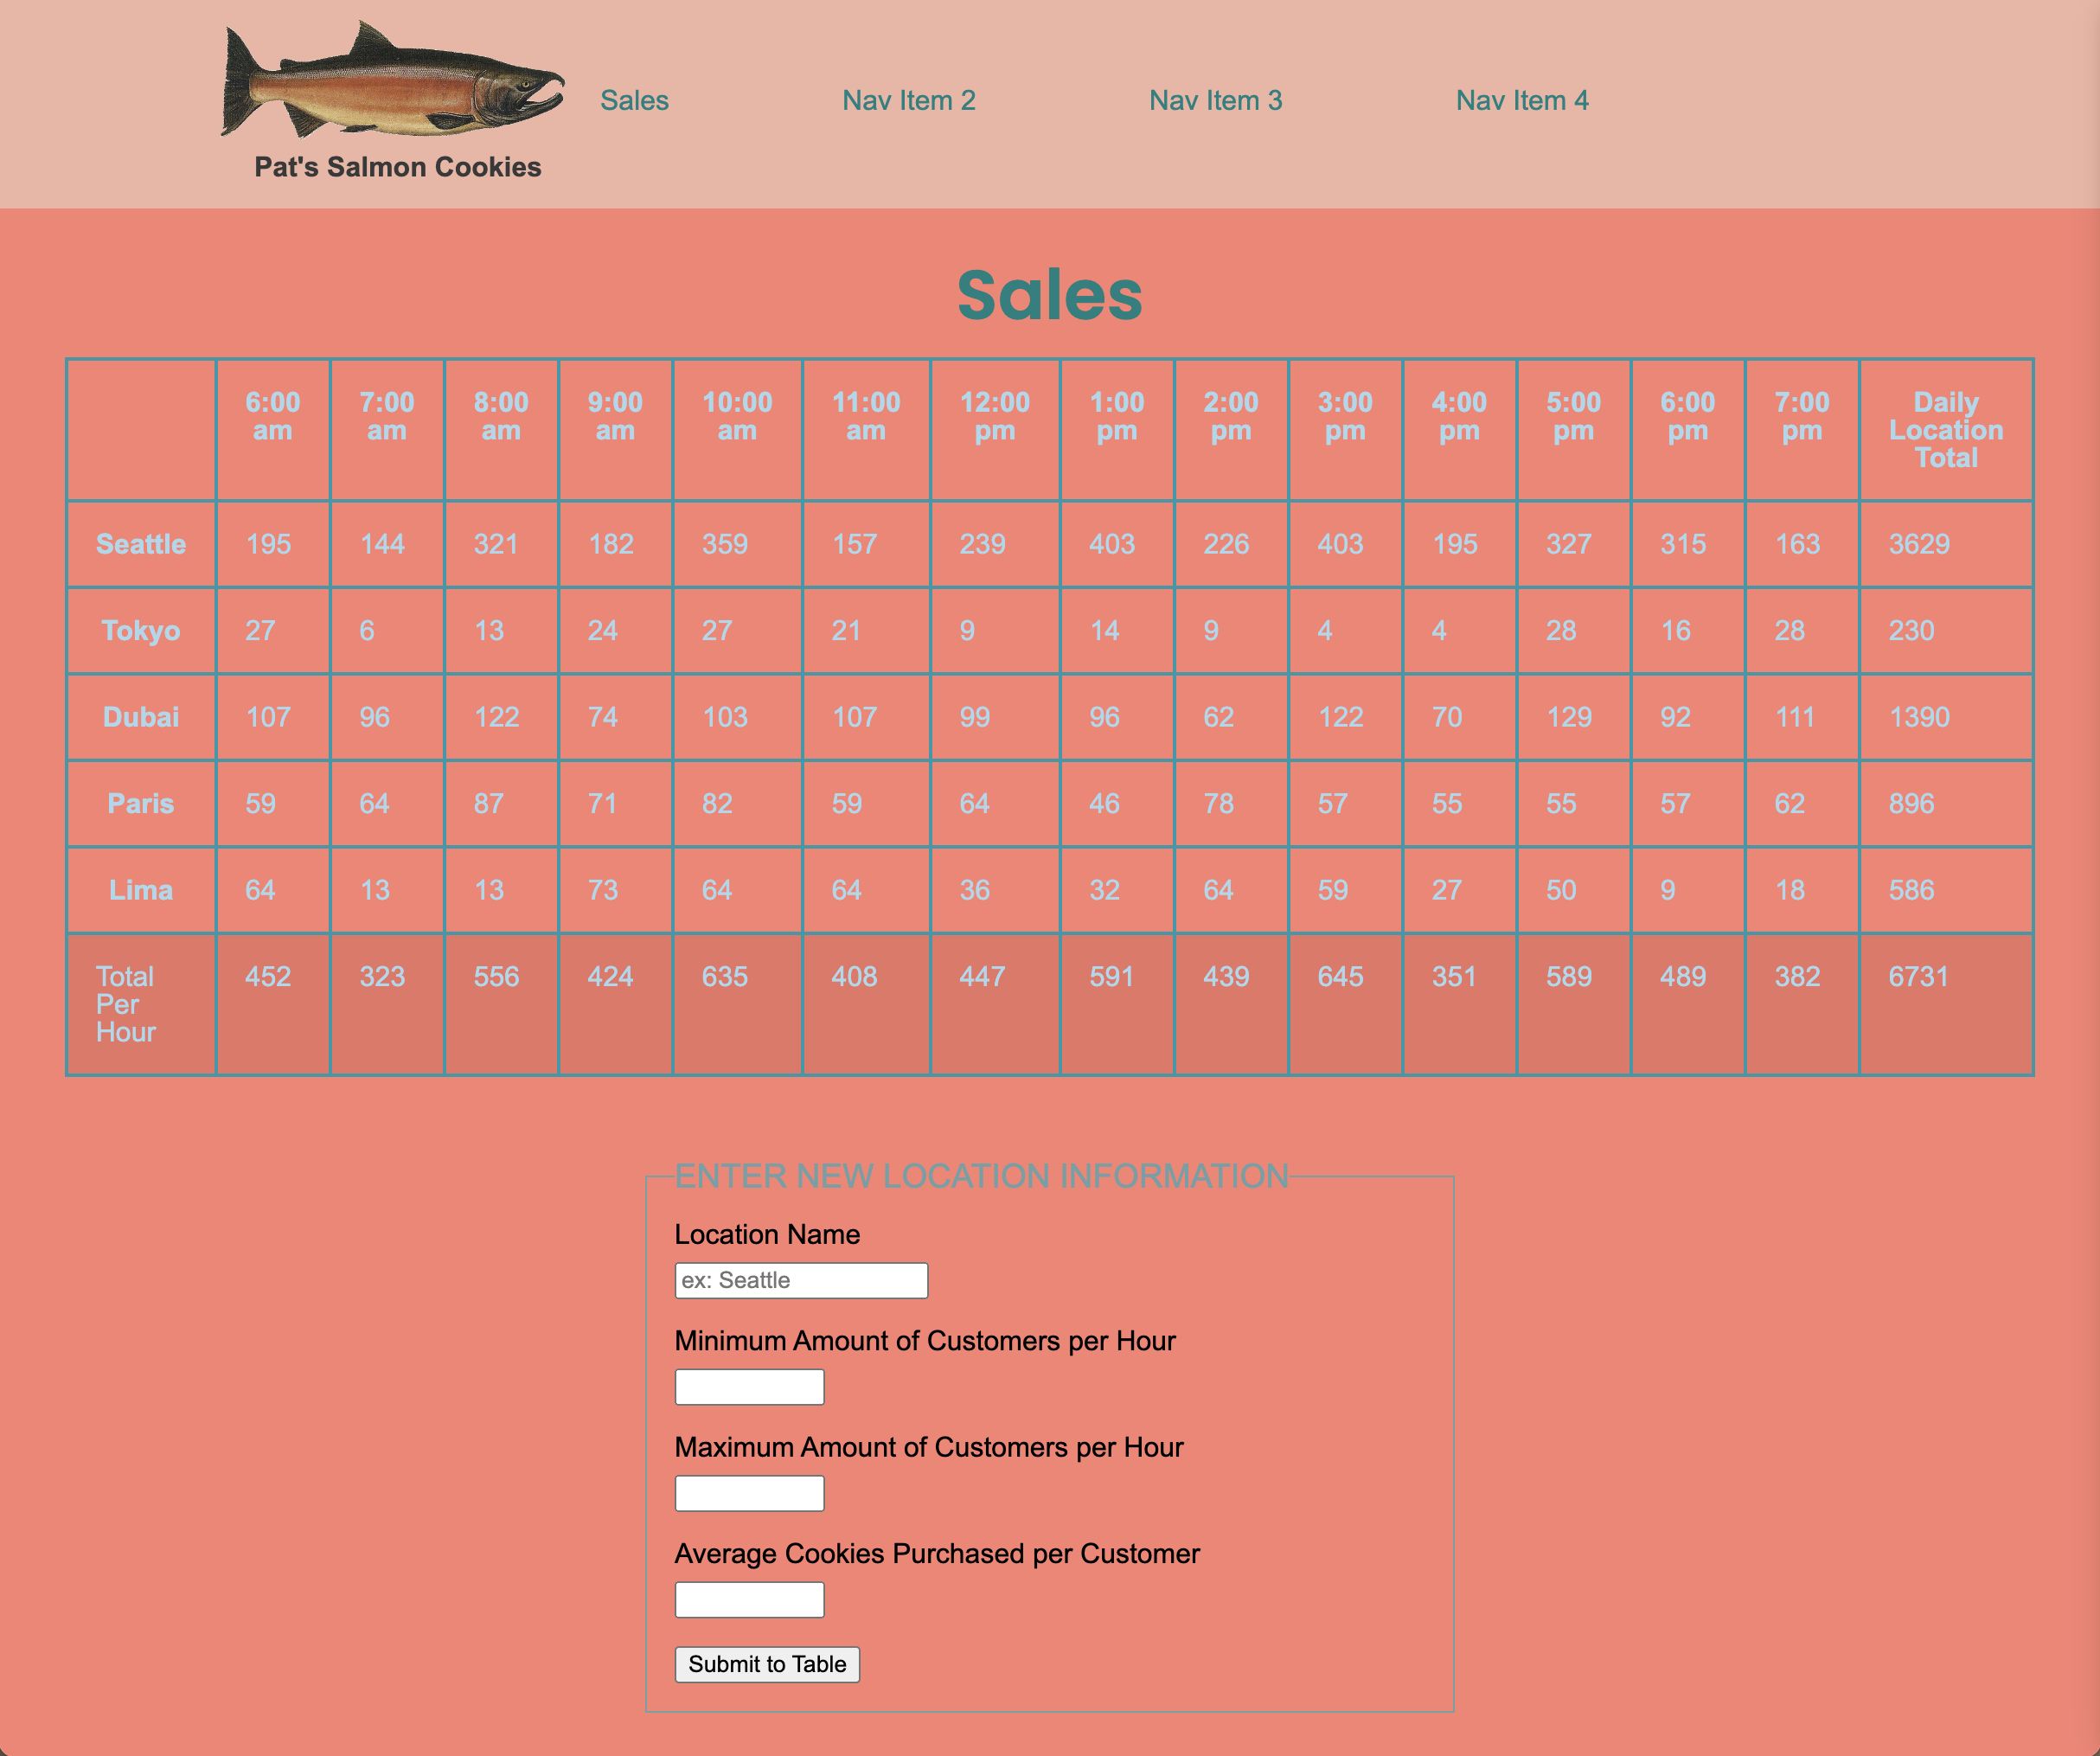 Sales Nav Item 2 Nav Item 3 Nav Item 4
Pat's Salmon Cookies
Sales
6:00 am 7:00 am 8:00 am 9:00 am 10:00 am 11:00 am 12:00 pm 1:00 pm 2:00 pm 3:00 pm 4:00 pm 5:00 pm 6:00 pm 7:00 pm Daily Location Total
Seattle 195 144 321 182 359 157 239 403 226 403 195 327 315 163 3629
Tokyo 27 6 13 24 27 21 9 14 9 4 4 28 16 28 230
Dubai 107 96 122 74 103 107 99 96 62 122 70 129 92 111 1390
Paris 59 64 87 71 82 59 64 46 78 57 55 55 57 62 896
Lima 64 13 13 73 64 64 36 32 64 59 27 50 9 18 586
Total Per Hour 452 323 556 424 635 408 447 591 439 645 351 589 489 382 6731
ENTER NEW LOCATION INFORMATION
Location Name
ex: Seattle
Minimum Amount of Customers per Hour
Maximum Amount of Customers per Hour
Average Cookies Purchased per Customer
Submit to Table